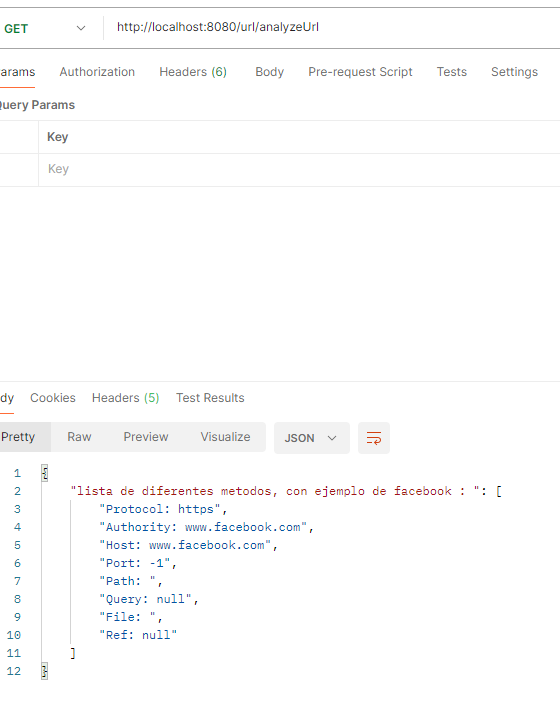 GET http://localhost:8080/url/analyzeUrl
arams Authorization Headers (6) Body Pre-request Script Tests Settings
Query Params
Key
Key
dy Cookies Headers (5) Test Results
Pretty Raw Preview Visualize JSON
1 {
2 "lista de diferentes metodos, con ejemplo de facebook : ": [
3 "Protocol: https",
4 "Authority: www.facebook.com",
5 "Host: www.facebook.com",
6 "Port: -1",
7 "Path: ",
8 "Query: null",
9 "File: ",
10 "Ref: null"
11 ]
12 }